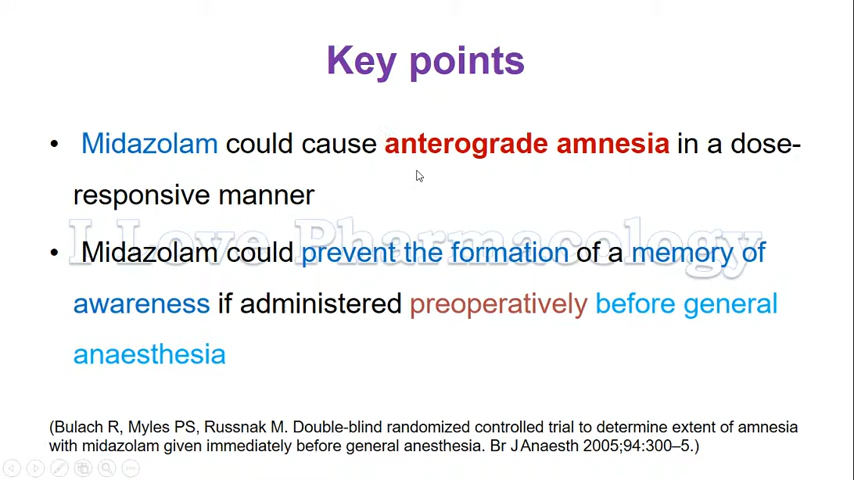 Key points
• Midazolam could cause anterograde amnesia in a dose-
responsive manner
I Love Pharmacology
• Midazolam could prevent the formation of a memory of
awareness if administered preoperatively before general
anaesthesia
(Bulach R, Myles PS, Russnak M. Double-blind randomized controlled trial to determine extent of amnesia
with midazolam given immediately before general anesthesia. Br J Anaesth 2005;94:300–5.)